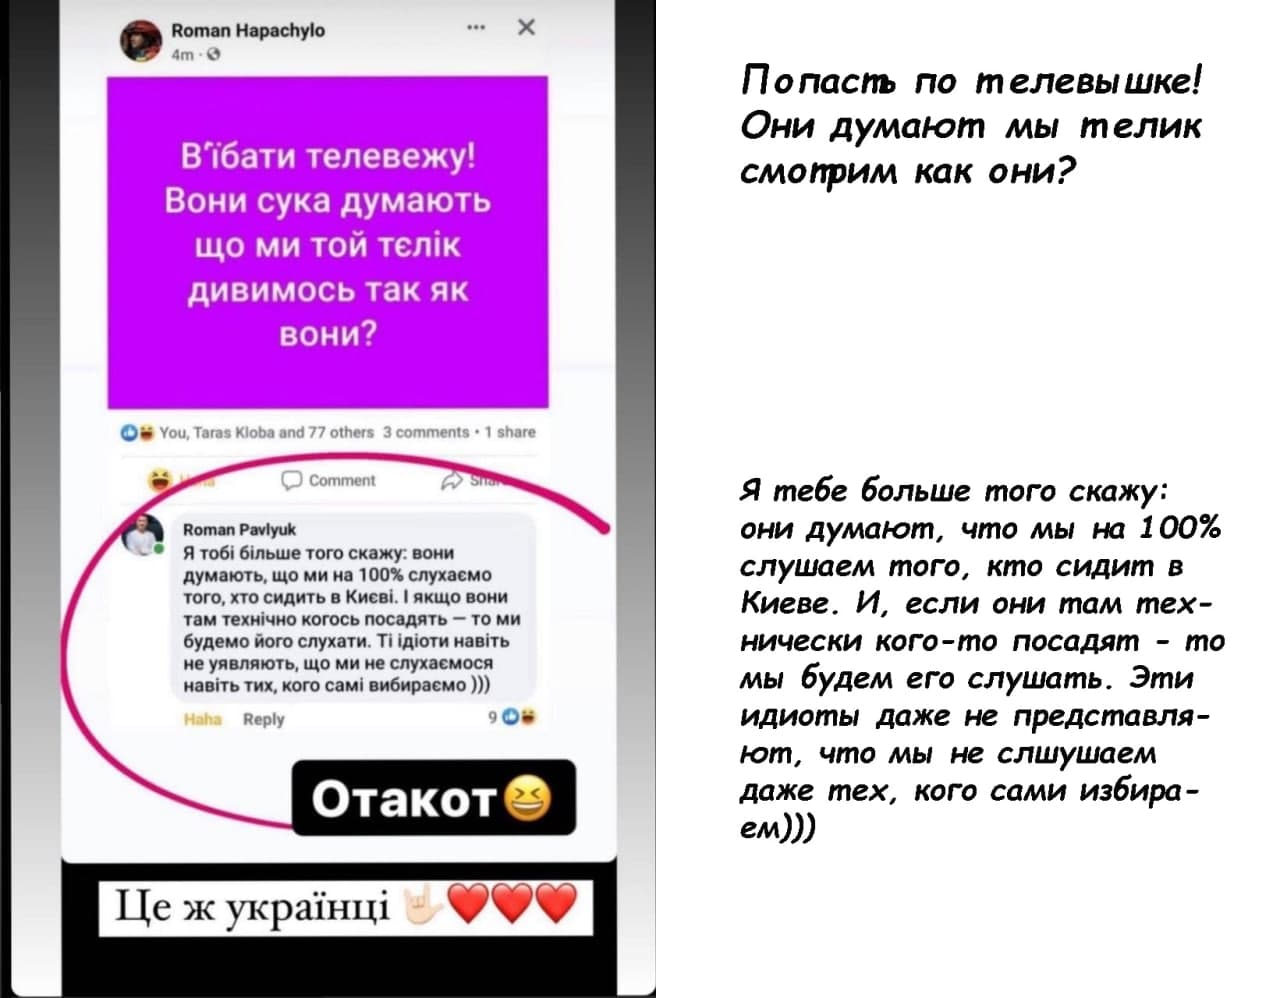 Roman Hapachylo
4m
В'їбати телевежу!
Вони сука думають
що ми той тєлік
дивимось так як
вони?
You, Taras Kloba and 77 others 3 comments • 1 share
Haha Comment Share
Roman Pavlyuk
Я тобі більше того скажу: вони
думають, що ми на 100% слухаємо
того, хто сидить в Києві. І якщо вони
там технічно когось посадять — то ми
будемо його слухати. Ті ідіоти навіть
не уявляють, що ми не слухаємося
навіть тих, кого самі вибираємо )))
Haha Reply 9
Отакот😆
Це ж українці 🤟🏻❤️❤️❤️
Попасть по телевышке!
Они думают мы телик
смотрим как они?
Я тебе больше того скажу:
они думают, что мы на 100%
слушаем того, кто сидит в
Киеве. И, если они там тех-
нически кого-то посадят - то
мы будем его слушать. Эти
идиоты даже не представля-
ют, что мы не слшушаем
даже тех, кого сами избира-
ем)))